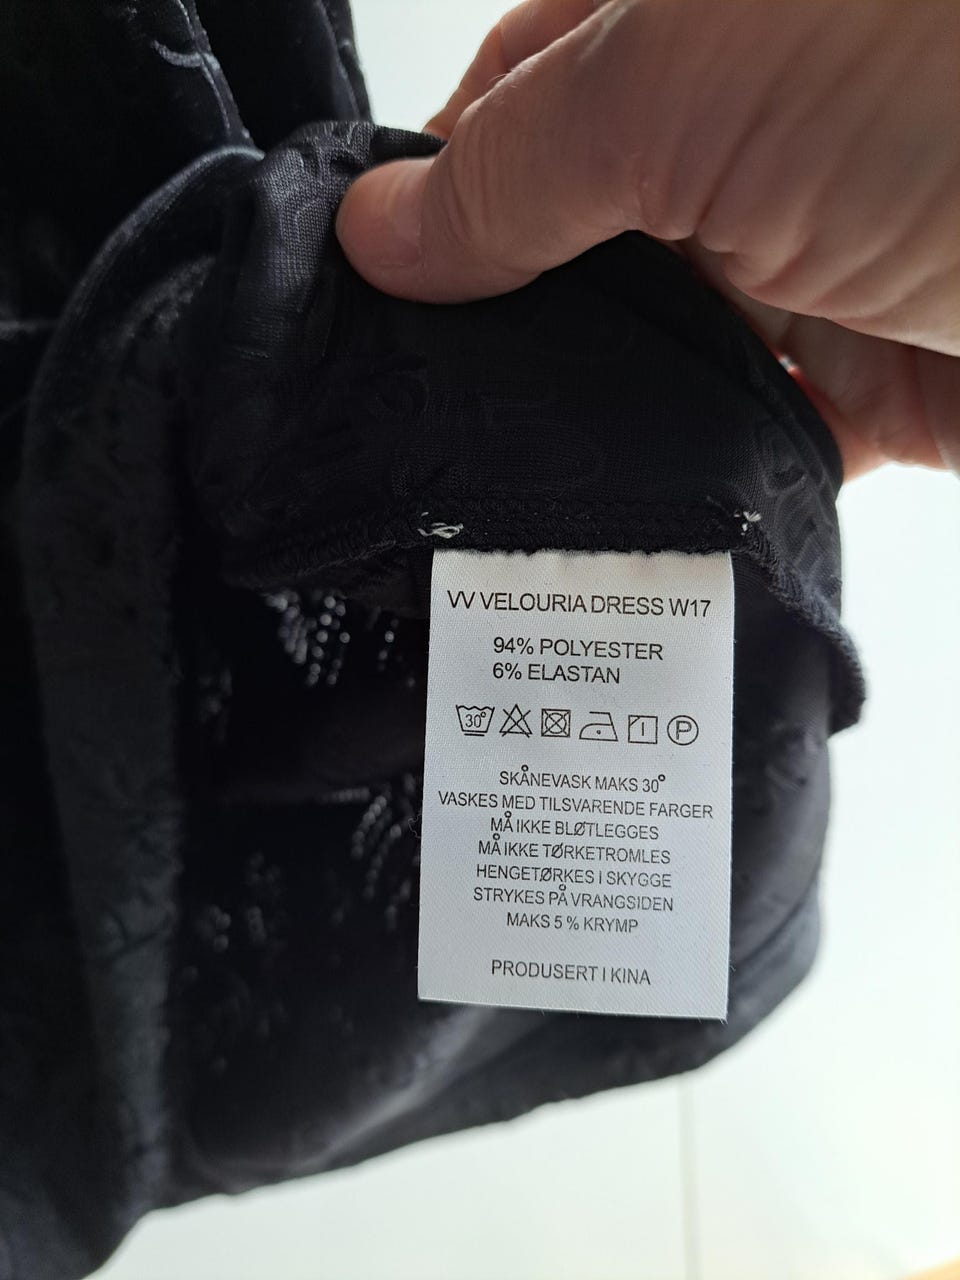 VV VELOURIA DRESS W17
94% POLYESTER
6% ELASTAN
30° P
SKÅNEVASK MAKS 30°
VASKES MED TILSVARENDE FARGER
MÅ IKKE BLØTLEGGES
MÅ IKKE TØRKETROMLES
HENGETØRKES I SKYGGE
STRYKES PÅ VRANGSIDEN
MAKS 5 % KRYMP
PRODUSERT I KINA